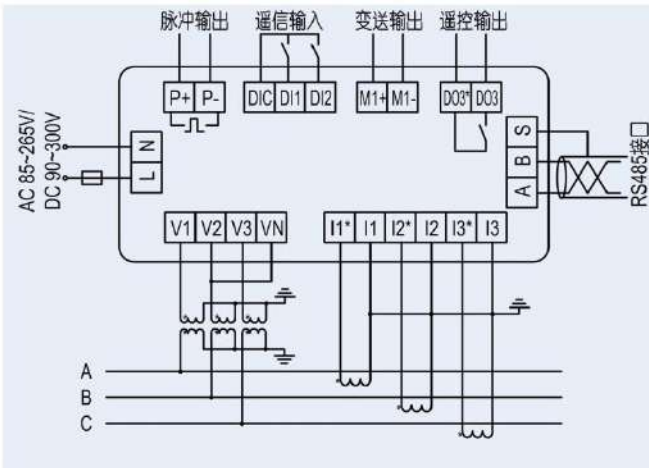 脉冲输出 遥信输入 变送输出 遥控输出
P+ P- DIC DI1 DI2 M1+ M1- DO3* DO3
AC 85~265V/
DC 90~300V
N
L
S
B
A
RS485接口
V1 V2 V3 VN I1* I1 I2* I2 I3* I3
A
B
C